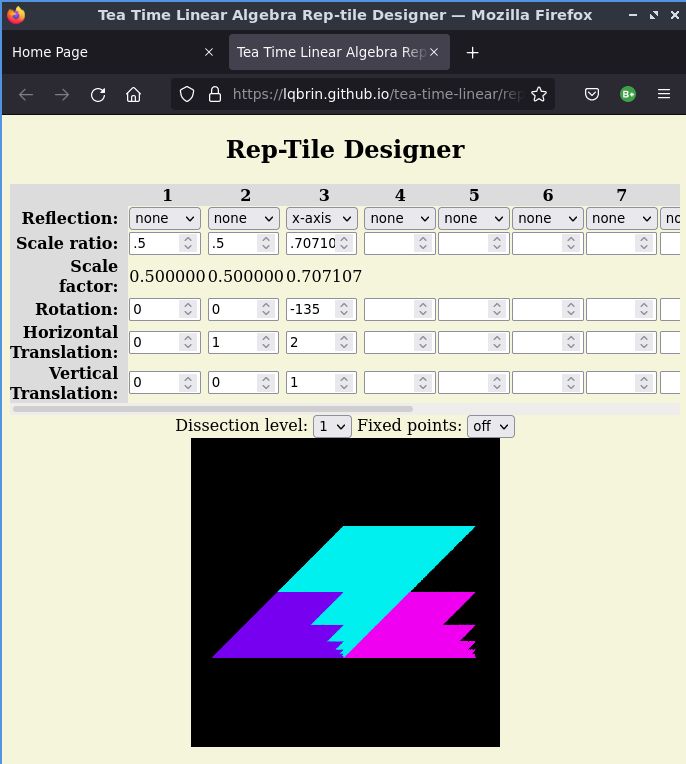 Tea Time Linear Algebra Rep-tile Designer — Mozilla Firefox
Home Page
Tea Time Linear Algebra Rep
https://lqbrin.github.io/tea-time-linear/rep
B+
Rep-Tile Designer
1 2 3 4 5 6 7
Reflection: none none x-axis none none none none no
Scale ratio: .5 .5 .70710
Scale
factor: 0.500000 0.500000 0.707107
Rotation: 0 0 -135
Horizontal
Translation: 0 1 2
Vertical
Translation: 0 0 1
Dissection level: 1 Fixed points: off